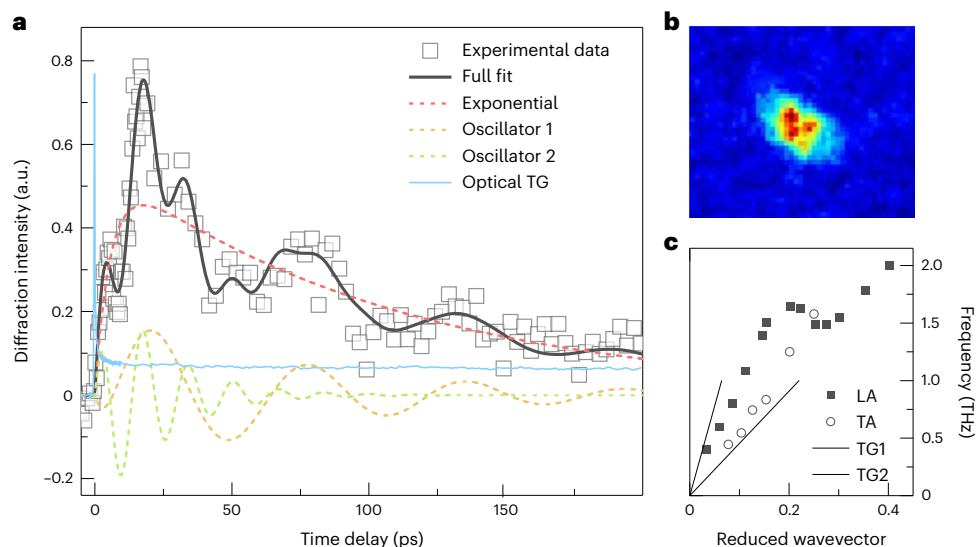 a
0.8
0.6
0.4
0.2
0
–0.2
0
50
100
150
Diffraction intensity (a.u.)
Time delay (ps)
Experimental data
Full fit
Exponential
Oscillator 1
Oscillator 2
Optical TG
b
c
2.0
1.5
1.0
0.5
0
Frequency (THz)
LA
TA
TG1
TG2
0
0.2
0.4
Reduced wavevector